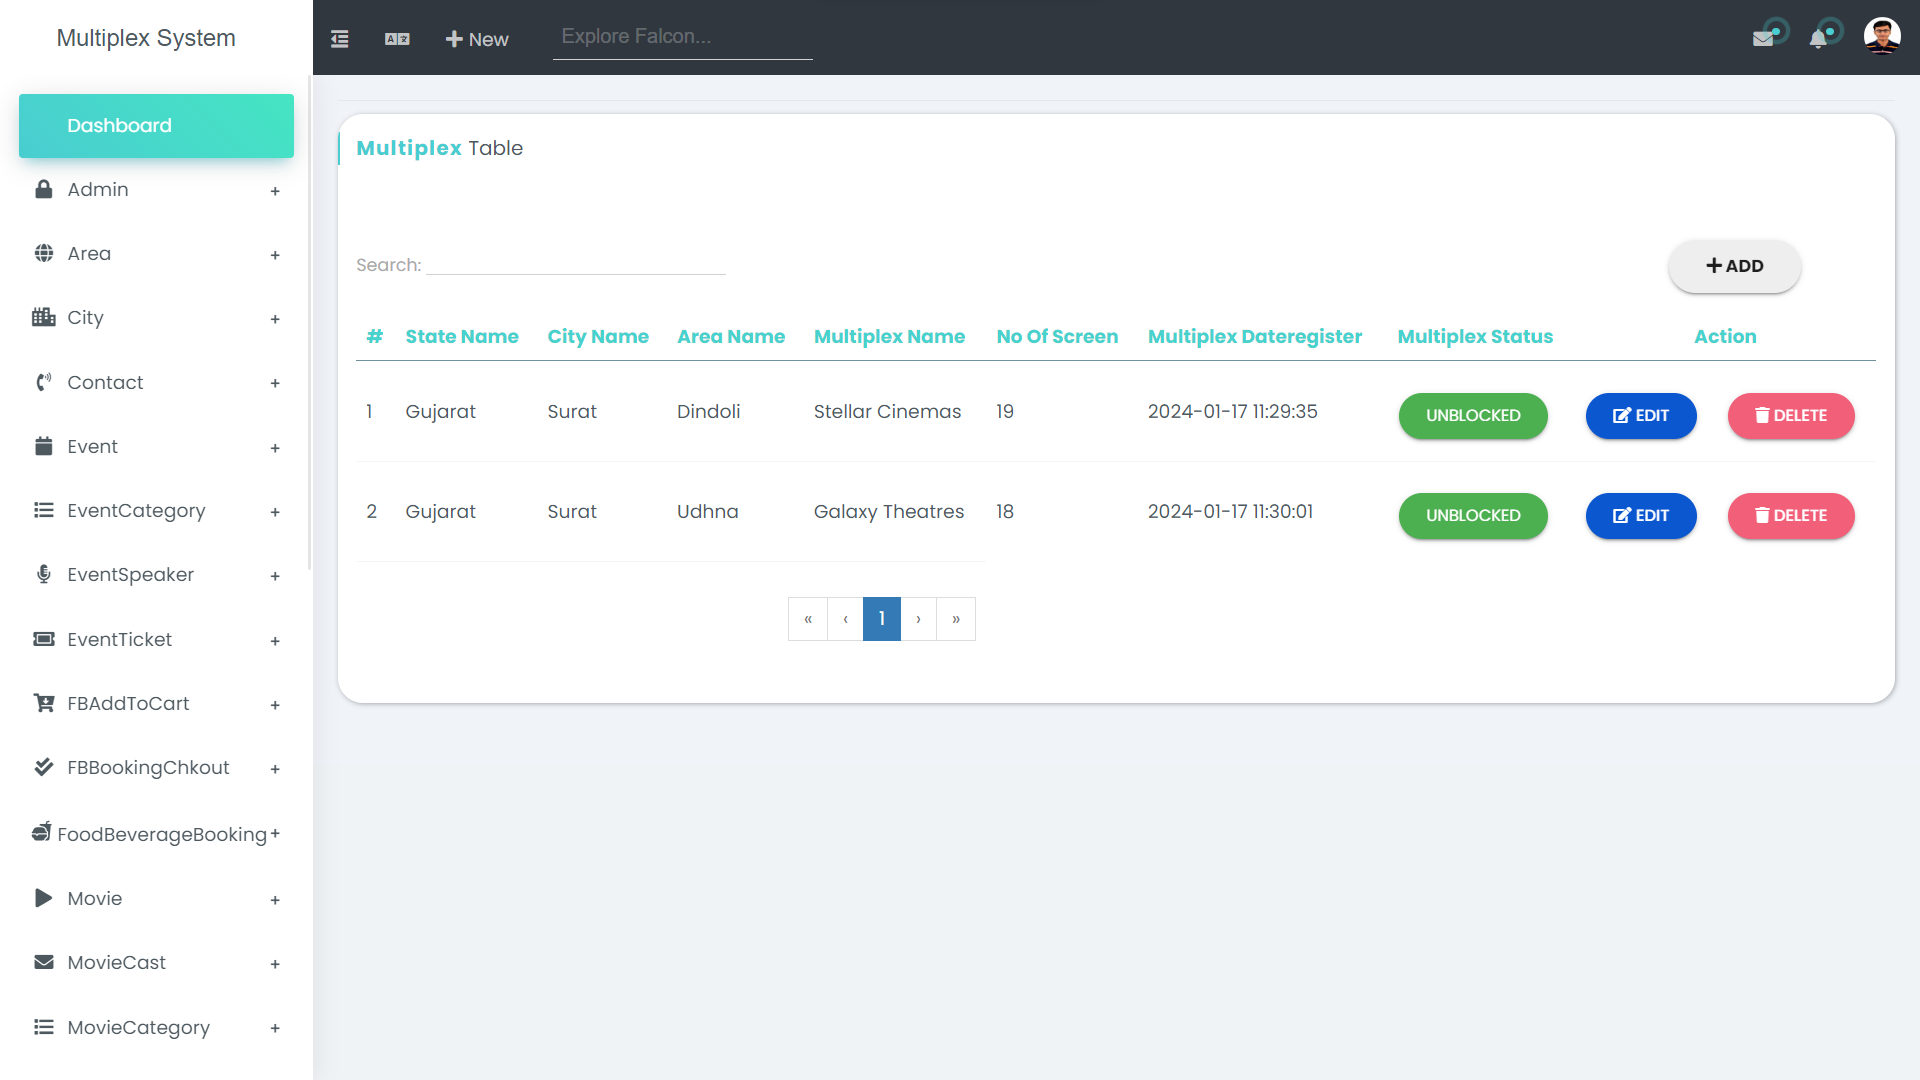 Multiplex System
New
Explore Falcon...
Dashboard
Admin +
Area +
City +
Contact +
Event +
EventCategory +
EventSpeaker +
EventTicket +
FBAddToCart +
FBBookingChkout +
FoodBeverageBooking +
Movie +
MovieCast +
MovieCategory +
Multiplex Table
Search:
+ ADD
# State Name City Name Area Name Multiplex Name No Of Screen Multiplex Dateregister Multiplex Status Action
1 Gujarat Surat Dindoli Stellar Cinemas 19 2024-01-17 11:29:35 UNBLOCKED EDIT DELETE
2 Gujarat Surat Udhna Galaxy Theatres 18 2024-01-17 11:30:01 UNBLOCKED EDIT DELETE
« ‹ 1 › »